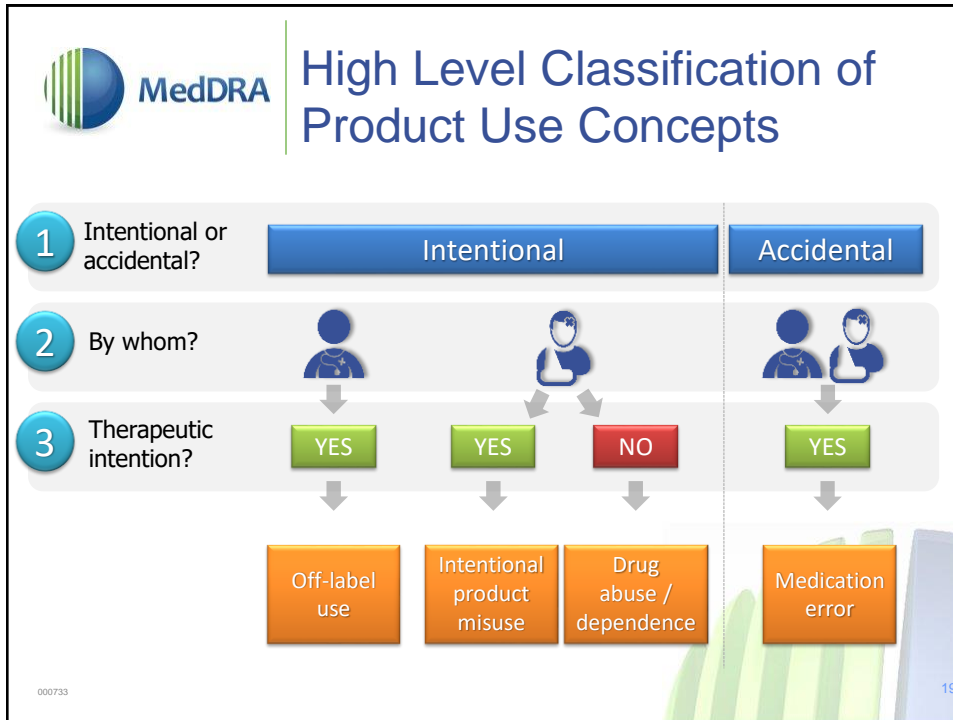 MedDRA
High Level Classification of
Product Use Concepts
1
Intentional or
accidental?
Intentional
Accidental
2
By whom?
3
Therapeutic
intention?
YES
YES
NO
YES
Off-label
use
Intentional
product
misuse
Drug
abuse /
dependence
Medication
error
000733
19